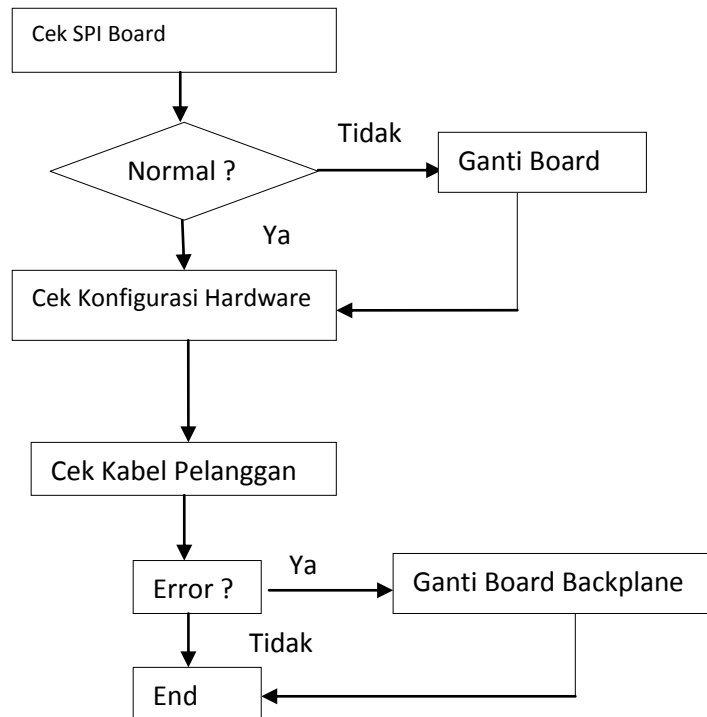 Cek SPI Board
Tidak
Normal ?
Ganti Board
Ya
Cek Konfigurasi Hardware
Cek Kabel Pelanggan
Error ?
Ya
Ganti Board Backplane
Tidak
End